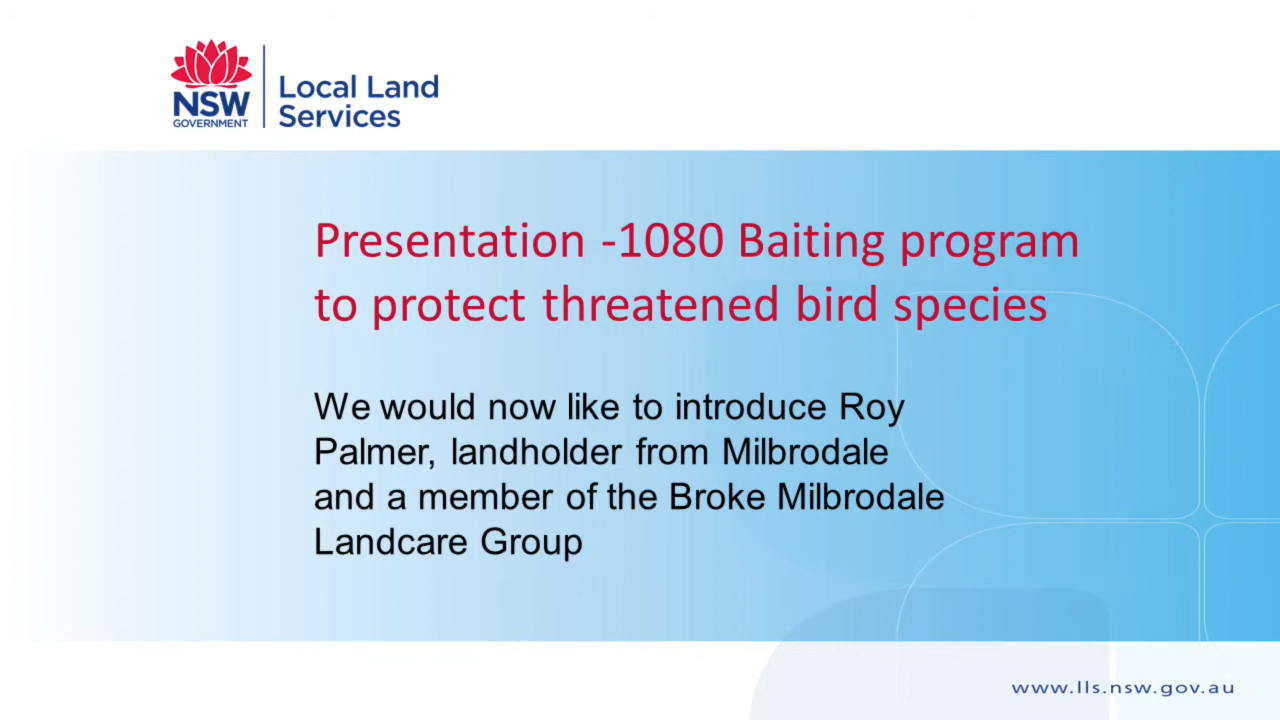 NSW
GOVERNMENT
Local Land
Services
Presentation -1080 Baiting program
to protect threatened bird species
We would now like to introduce Roy
Palmer, landholder from Milbrodale
and a member of the Broke Milbrodale
Landcare Group
www.lls.nsw.gov.au